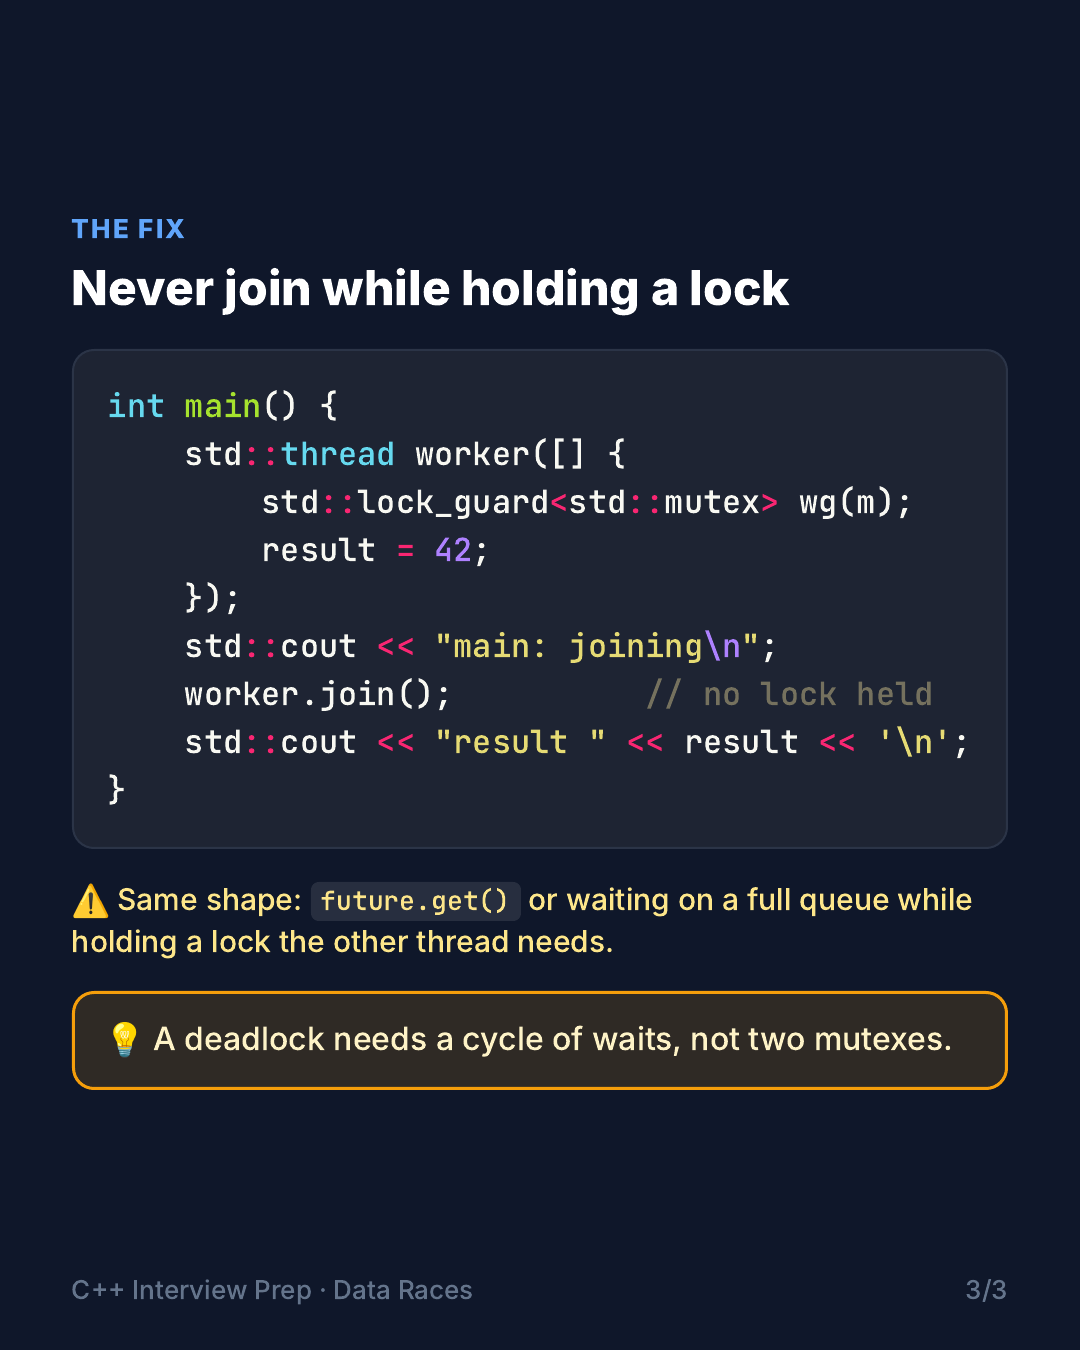 THE FIX
Never join while holding a lock
int main() {
    std::thread worker([] {
        std::lock_guard<std::mutex> wg(m);
        result = 42;
    });
    std::cout << "main: joining\n";
    worker.join();          // no lock held
    std::cout << "result " << result << '\n';
}
⚠️ Same shape: future.get() or waiting on a full queue while
holding a lock the other thread needs.
💡 A deadlock needs a cycle of waits, not two mutexes.
C++ Interview Prep · Data Races
3/3